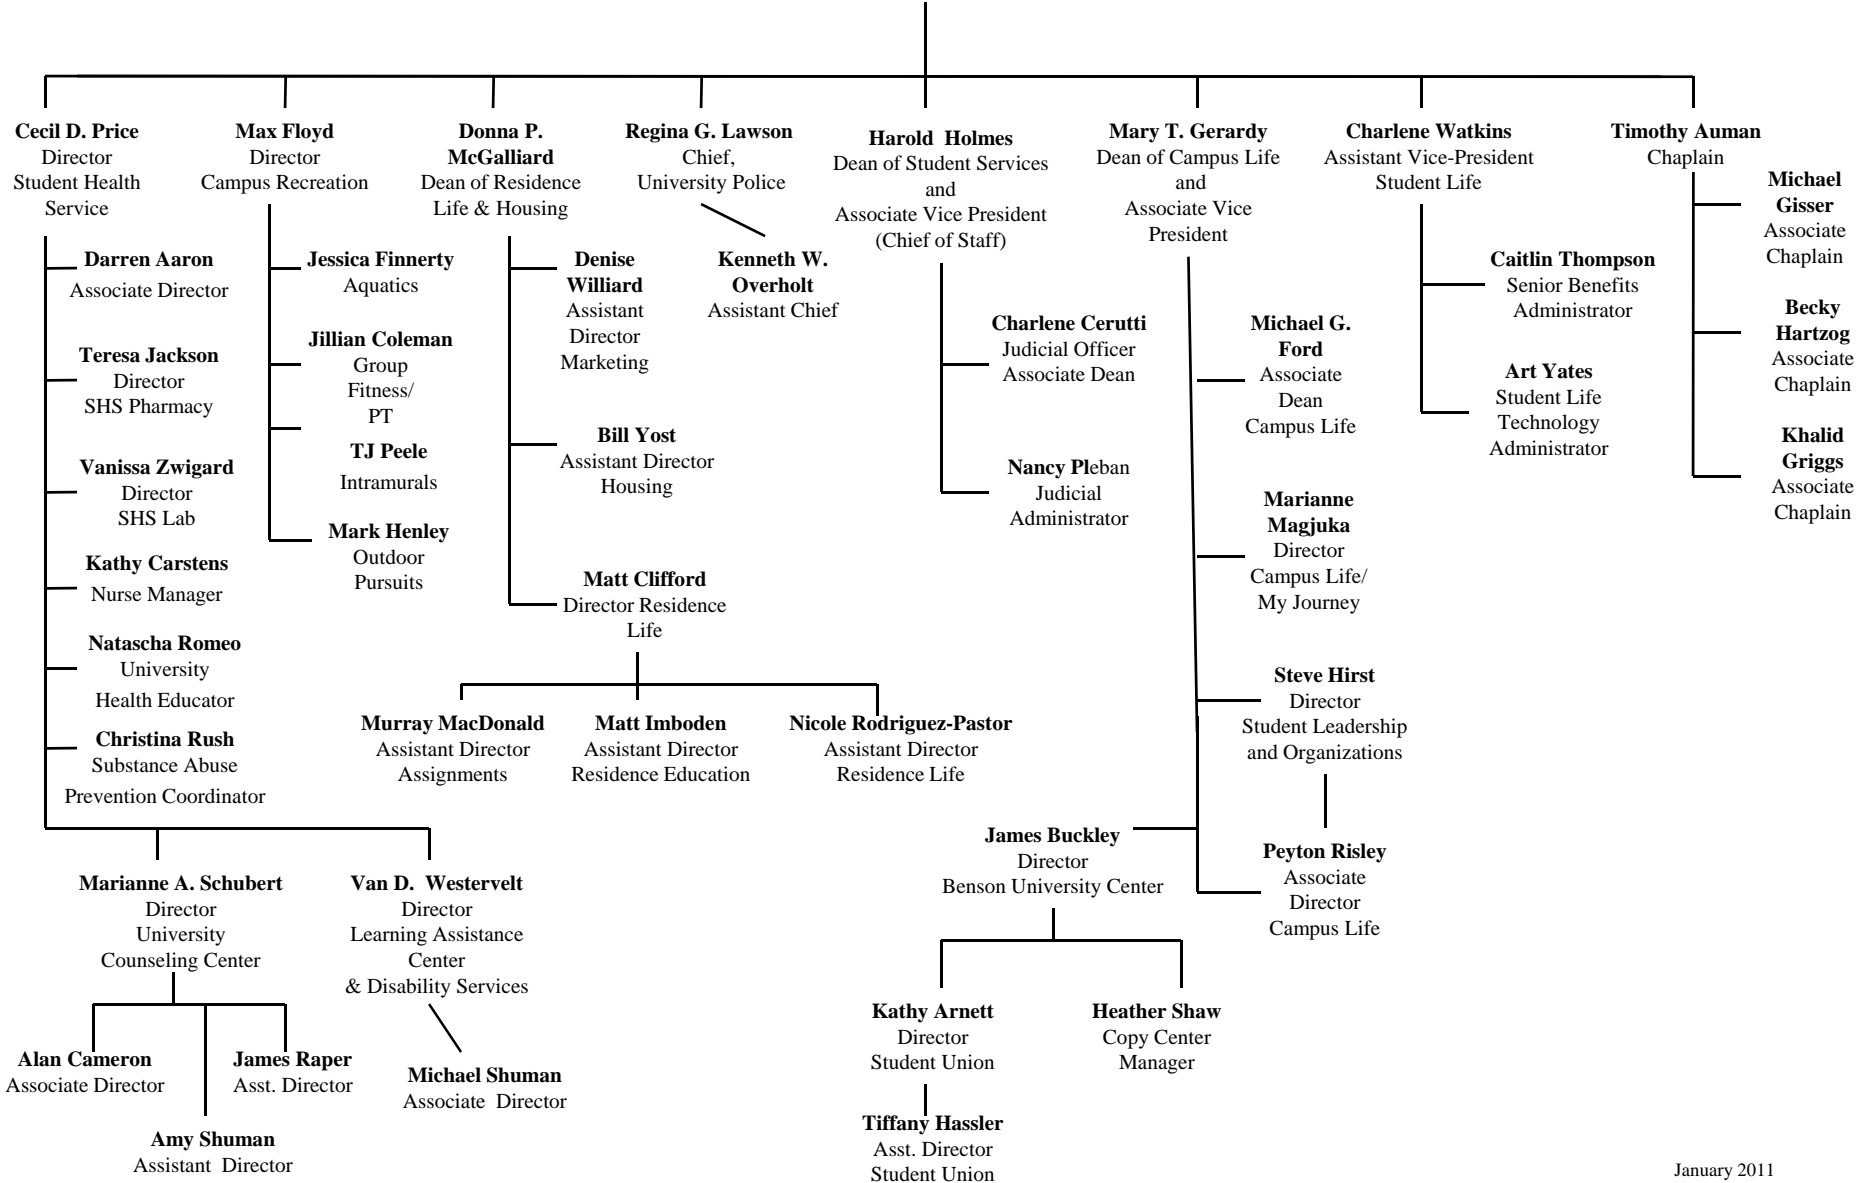 Cecil D. Price
Director
Student Health
Service
Darren Aaron
Associate Director
Teresa Jackson
Director
SHS Pharmacy
Vanissa Zwigard
Director
SHS Lab
Kathy Carstens
Nurse Manager
Natascha Romeo
University
Health Educator
Christina Rush
Substance Abuse
Prevention Coordinator
Marianne A. Schubert
Director
University
Counseling Center
Alan Cameron
Associate Director
Amy Shuman
Assistant Director
James Raper
Asst. Director
Van D. Westervelt
Director
Learning Assistance
Center
& Disability Services
Michael Shuman
Associate Director
Max Floyd
Director
Campus Recreation
Jessica Finnerty
Aquatics
Jillian Coleman
Group
Fitness/
PT
TJ Peele
Intramurals
Mark Henley
Outdoor
Pursuits
Donna P.
McGalliard
Dean of Residence
Life & Housing
Denise
Williard
Assistant
Director
Marketing
Bill Yost
Assistant Director
Housing
Matt Clifford
Director Residence
Life
Murray MacDonald
Assistant Director
Assignments
Matt Imboden
Assistant Director
Residence Education
Nicole Rodriguez-Pastor
Assistant Director
Residence Life
Regina G. Lawson
Chief,
University Police
Kenneth W.
Overholt
Assistant Chief
Harold Holmes
Dean of Student Services
and
Associate Vice President
(Chief of Staff)
Charlene Cerutti
Judicial Officer
Associate Dean
Nancy Pleban
Judicial
Administrator
Mary T. Gerardy
Dean of Campus Life
and
Associate Vice
President
Michael G.
Ford
Associate
Dean
Campus Life
Marianne
Magjuka
Director
Campus Life/
My Journey
Steve Hirst
Director
Student Leadership
and Organizations
Peyton Risley
Associate
Director
Campus Life
James Buckley
Director
Benson University Center
Kathy Arnett
Director
Student Union
Tiffany Hassler
Asst. Director
Student Union
Heather Shaw
Copy Center
Manager
Charlene Watkins
Assistant Vice-President
Student Life
Caitlin Thompson
Senior Benefits
Administrator
Art Yates
Student Life
Technology
Administrator
Timothy Auman
Chaplain
Michael
Gisser
Associate
Chaplain
Becky
Hartzog
Associate
Chaplain
Khalid
Griggs
Associate
Chaplain
January 2011